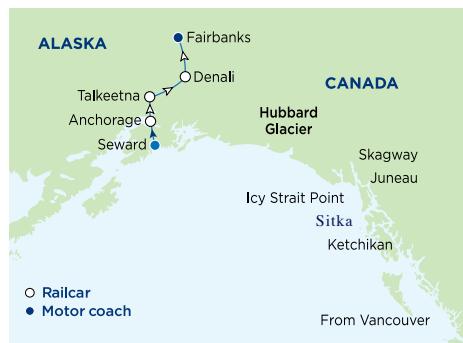 Fairbanks
ALASKA
Denali
CANADA
Talkeetna
Hubbard
Glacier
Anchorage
Seward
Skagway
Juneau
Icy Strait Point
Sitka
Ketchikan
Railcar
Motor coach
From Vancouver